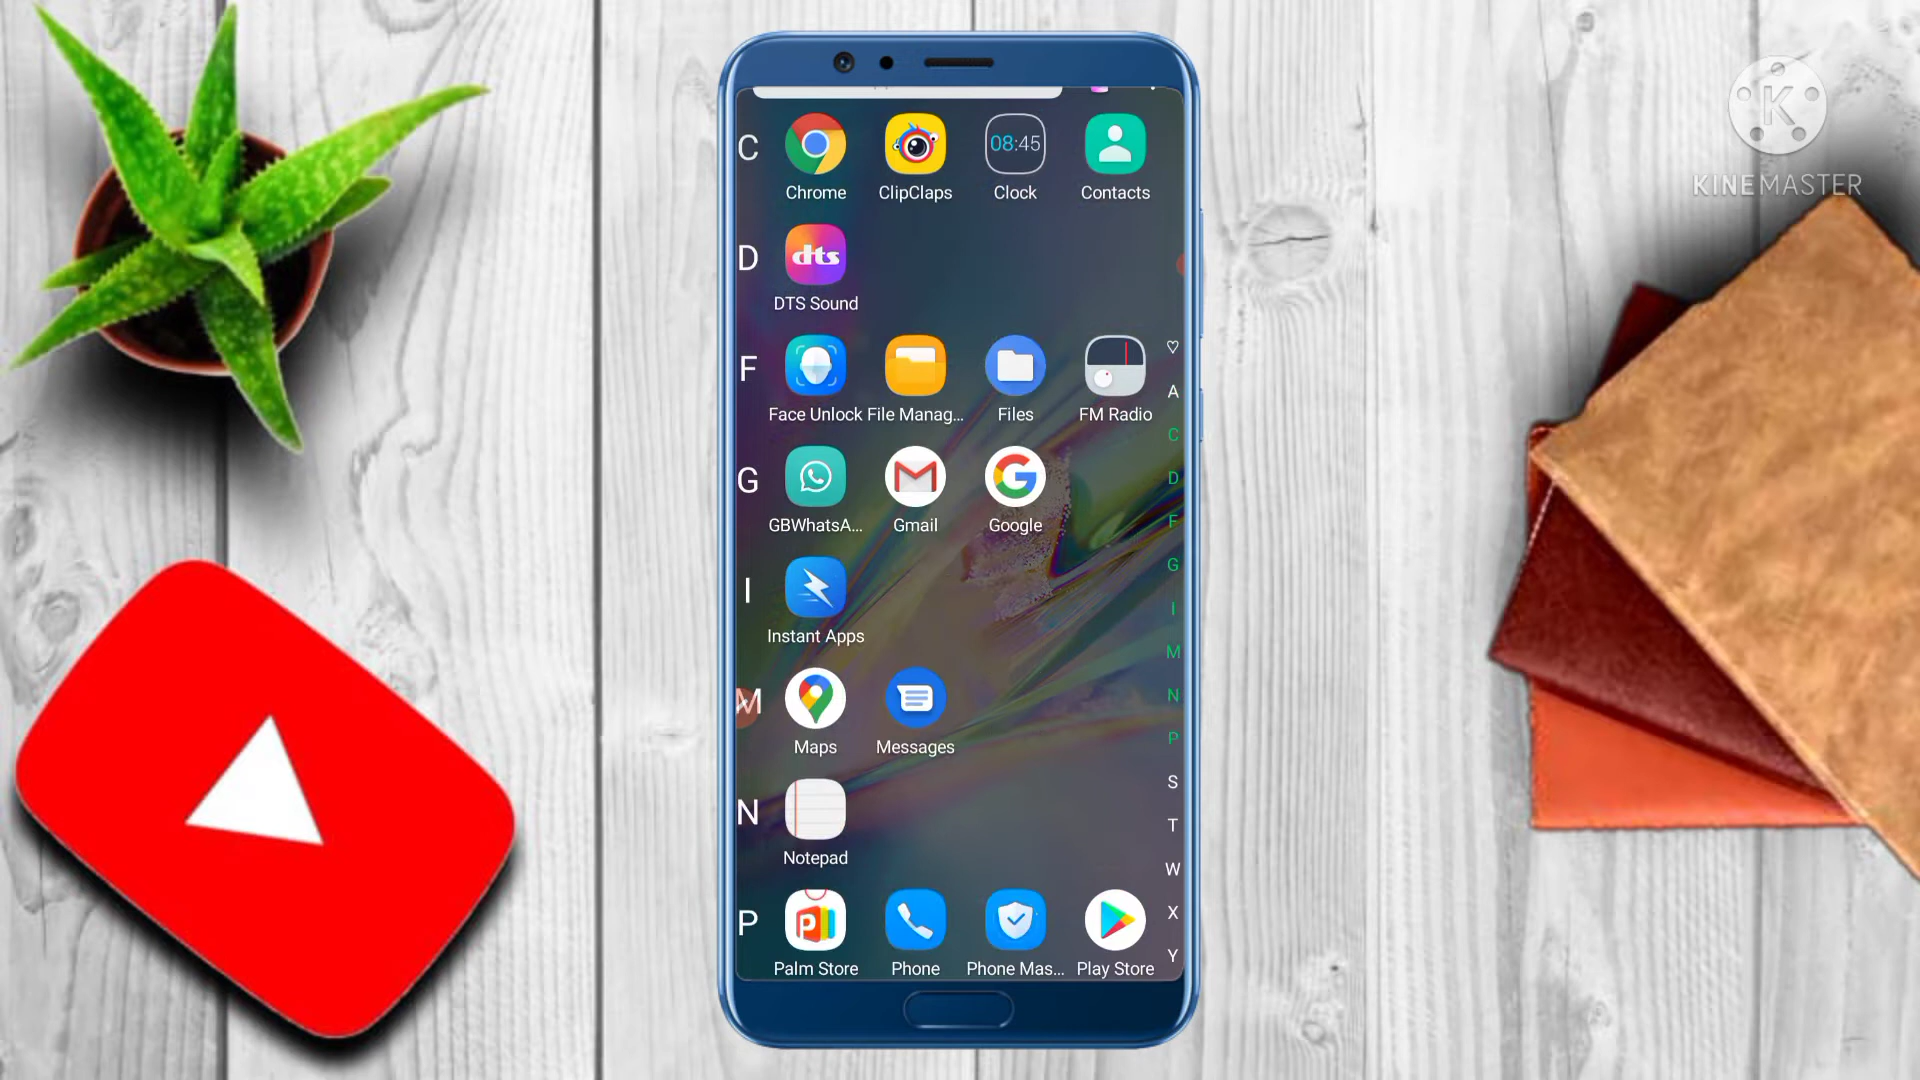 C
Chrome ClipClaps 08:45 Clock Contacts
D
dts
DTS Sound
F
Face Unlock File Manag... Files FM Radio
G
GBWhatsA... Gmail Google
I
Instant Apps
M
Maps Messages
N
Notepad
P
Palm Store Phone Phone Mas... Play Store
A
C
D
F
G
I
M
N
P
S
T
W
X
Y
K
KINEMASTER